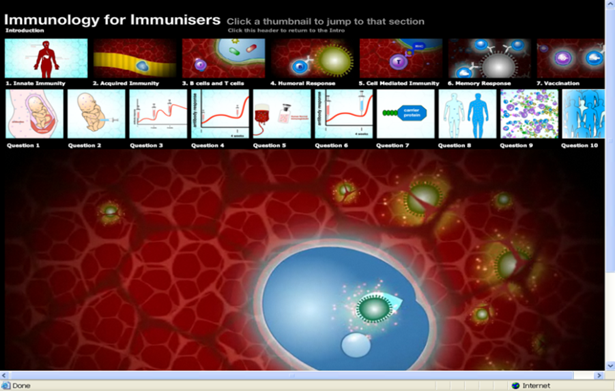 Immunology for Immunisers Click a thumbnail to jump to that section
Introduction Click this header to return to the Intro
1. Innate Immunity 2. Acquired Immunity 3. B cells and T cells 4. Humoral Response 5. Cell Mediated Immunity 6. Memory Response 7. Vaccination
carrier protein
Question 1 Question 2 Question 3 Question 4 Question 5 Question 6 Question 7 Question 8 Question 9 Question 10
Done Internet